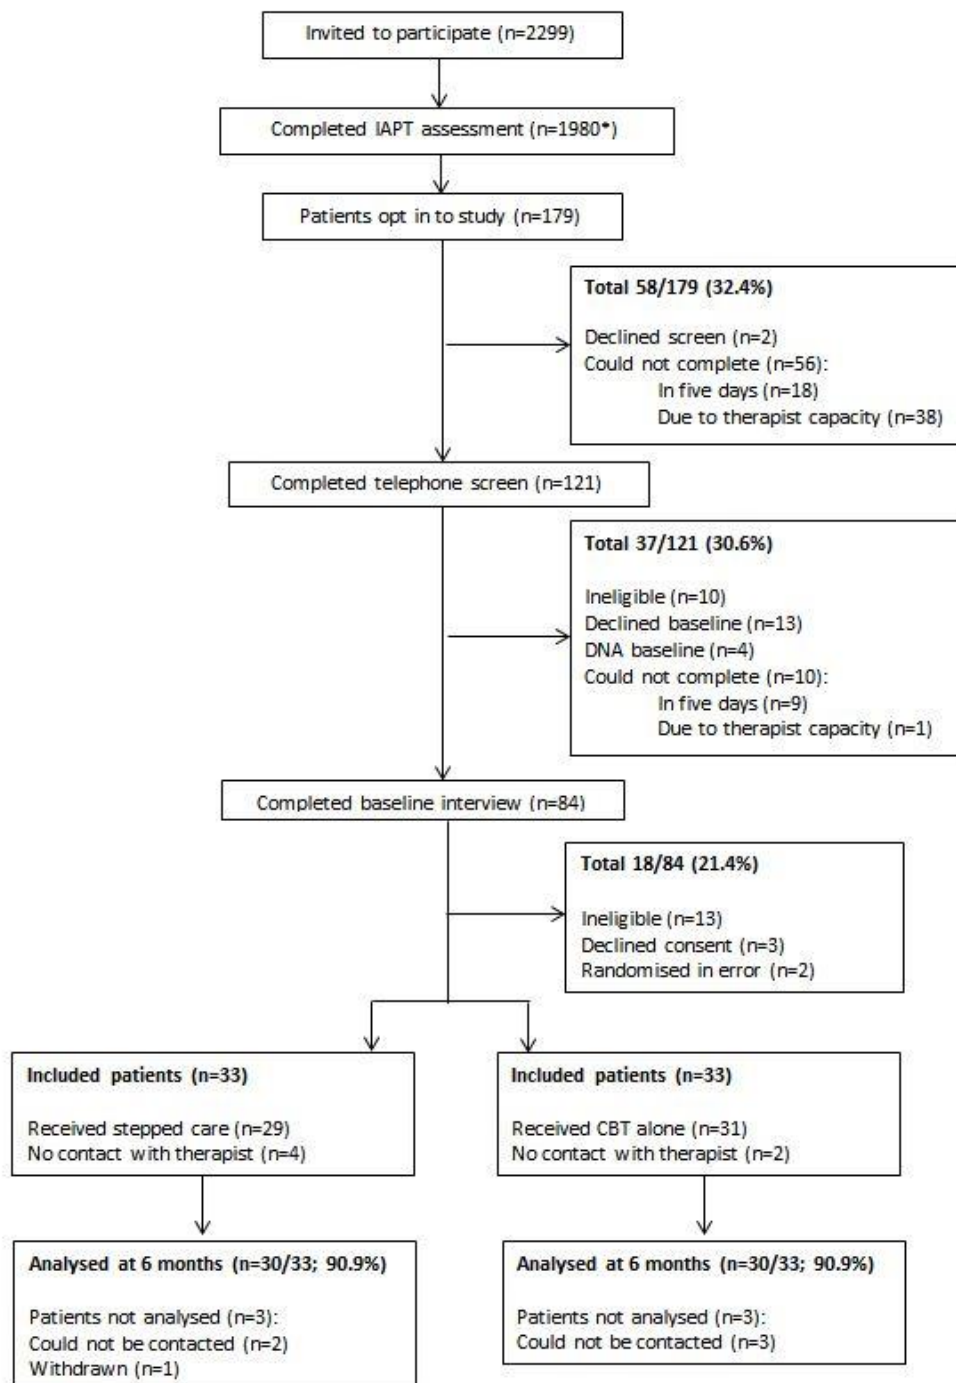 Invited to participate (n=2299)
Completed IAPT assessment (n=1980*)
Patients opt in to study (n=179)
Total 58/179 (32.4%)
Declined screen (n=2)
Could not complete (n=56):
In five days (n=18)
Due to therapist capacity (n=38)
Completed telephone screen (n=121)
Total 37/121 (30.6%)
Ineligible (n=10)
Declined baseline (n=13)
DNA baseline (n=4)
Could not complete (n=10):
In five days (n=9)
Due to therapist capacity (n=1)
Completed baseline interview (n=84)
Total 18/84 (21.4%)
Ineligible (n=13)
Declined consent (n=3)
Randomised in error (n=2)
Included patients (n=33)
Received stepped care (n=29)
No contact with therapist (n=4)
Included patients (n=33)
Received CBT alone (n=31)
No contact with therapist (n=2)
Analysed at 6 months (n=30/33; 90.9%)
Patients not analysed (n=3):
Could not be contacted (n=2)
Withdrawn (n=1)
Analysed at 6 months (n=30/33; 90.9%)
Patients not analysed (n=3):
Could not be contacted (n=3)